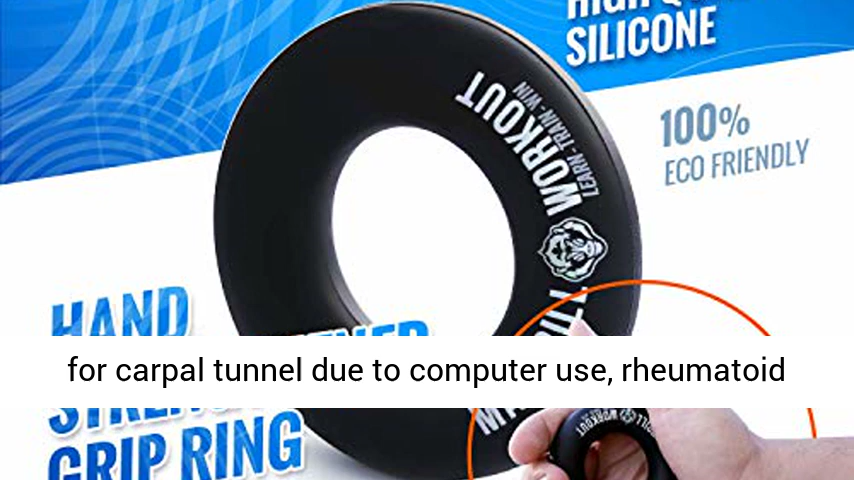 SILICONE
100%
ECO FRIENDLY
WORKOUT
LEARN-TRAIN-WIN
HAND
for carpal tunnel due to computer use, rheumatoid
GRIP RING
WORKOUT